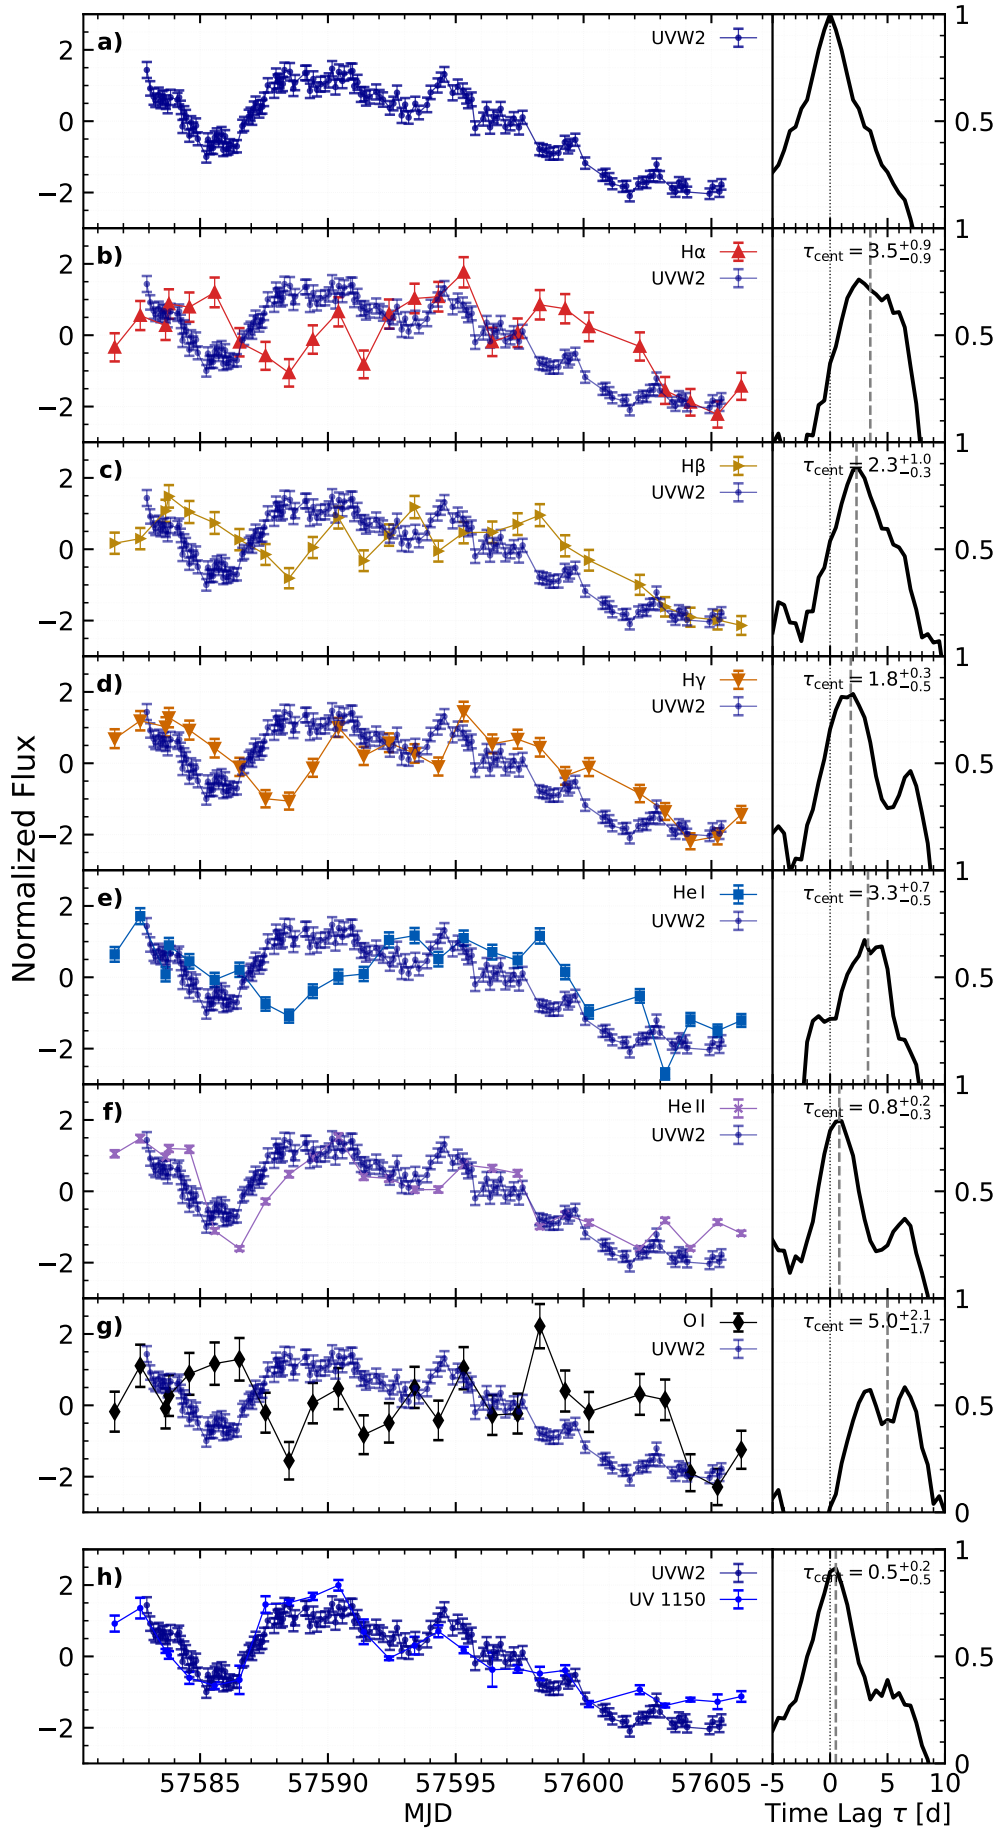 a)
UVW2
2
0
−2
1
0.5
b)
Hα
UVW2
τcent = 3.5 +0.9 −0.9
2
0
−2
1
0.5
c)
Hβ
UVW2
τcent = 2.3 +1.0 −0.3
2
0
−2
1
0.5
d)
Hγ
UVW2
τcent = 1.8 +0.3 −0.5
2
0
−2
1
0.5
Normalized Flux
e)
He I
UVW2
τcent = 3.3 +0.7 −0.5
2
0
−2
1
0.5
f)
He II
UVW2
τcent = 0.8 +0.2 −0.3
2
0
−2
1
0.5
g)
O I
UVW2
τcent = 5.0 +2.1 −1.7
2
0
−2
1
0.5
0
h)
UVW2
UV 1150
τcent = 0.5 +0.2 −0.5
2
0
−2
1
0.5
0
57585 57590 57595 57600 57605 -5 0 5 10
MJD
Time Lag τ [d]